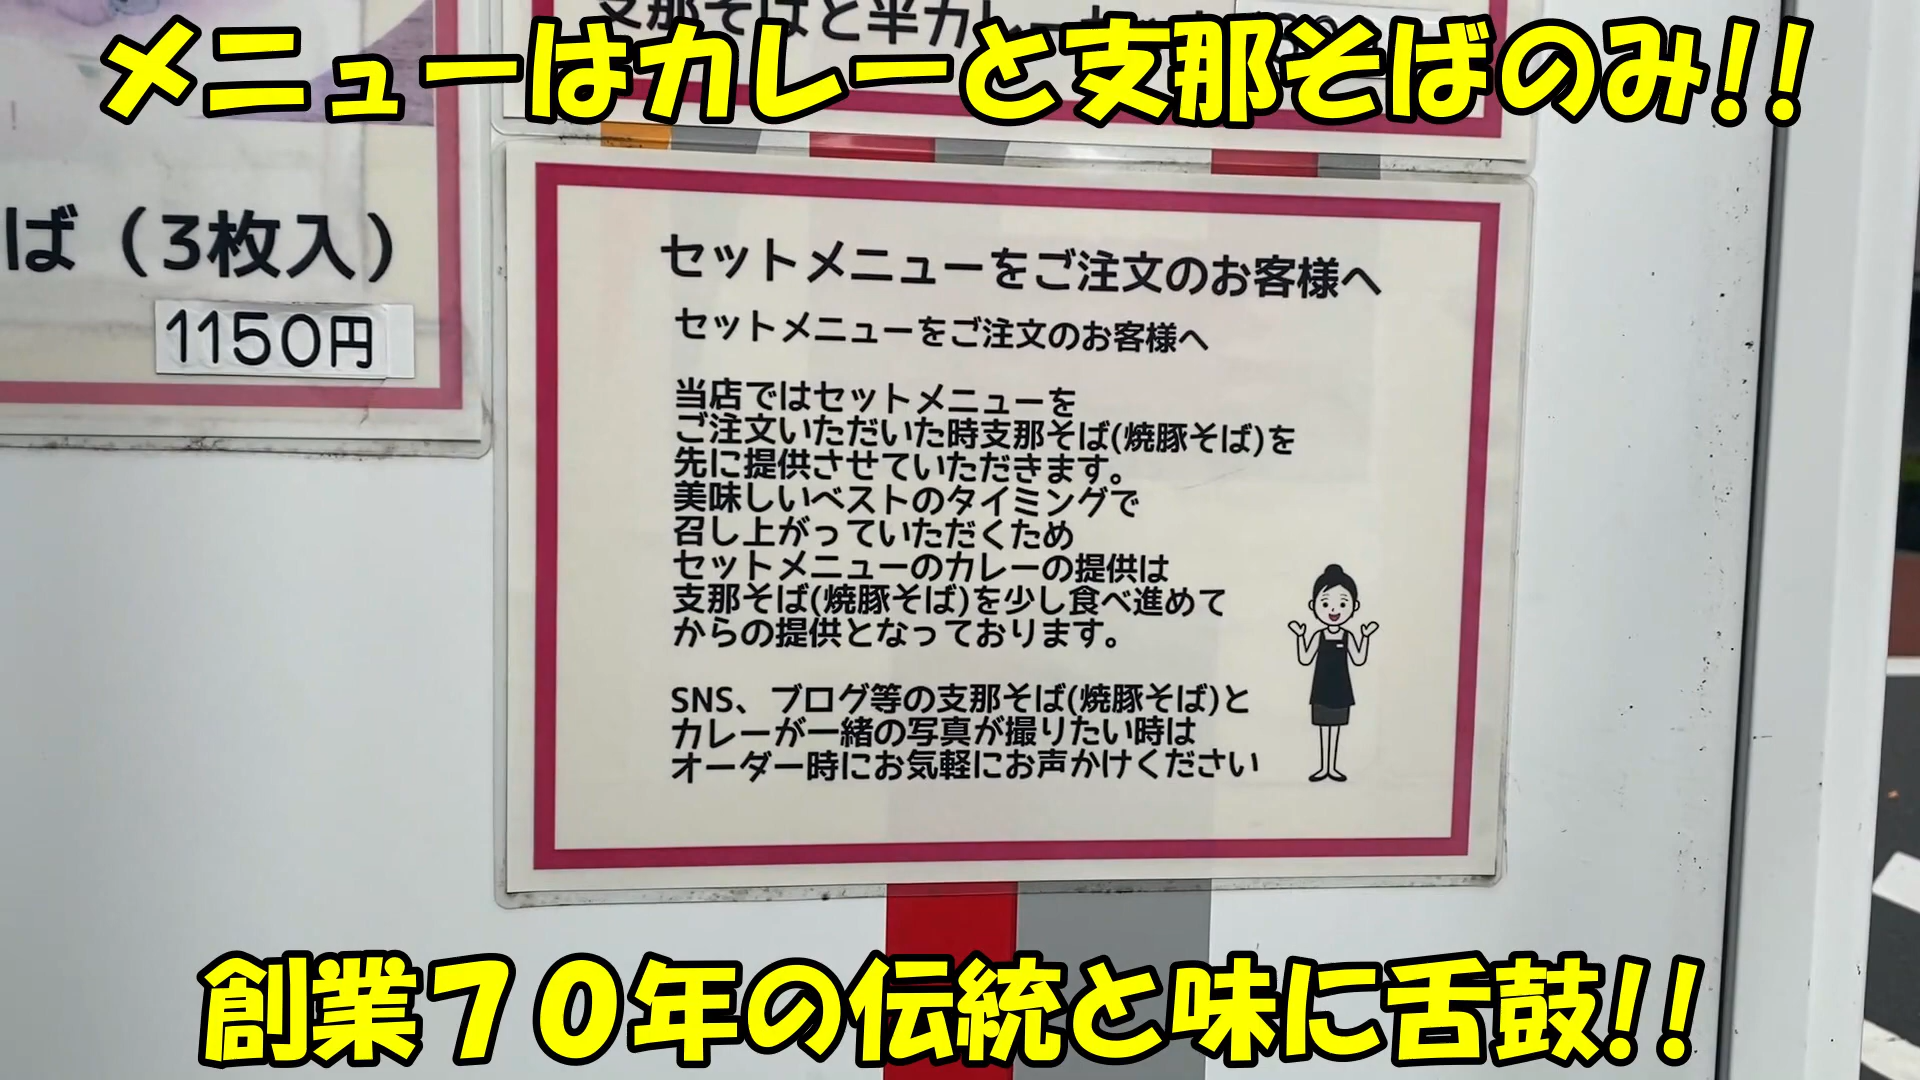 メニューはカレーと支那そばのみ!!
支那そばと半カレー
ば（3枚入）
1150円
セットメニューをご注文のお客様へ
セットメニューをご注文のお客様へ
当店ではセットメニューを
ご注文いただいた時支那そば(焼豚そば)を
先に提供させていただきます。
美味しいベストのタイミングで
召し上がっていただくため
セットメニューのカレーの提供は
支那そば(焼豚そば)を少し食べ進めて
からの提供となっております。
SNS、ブログ等の支那そば(焼豚そば)と
カレーが一緒の写真が撮りたい時は
オーダー時にお気軽にお声かけください
創業７０年の伝統と味に舌鼓!!